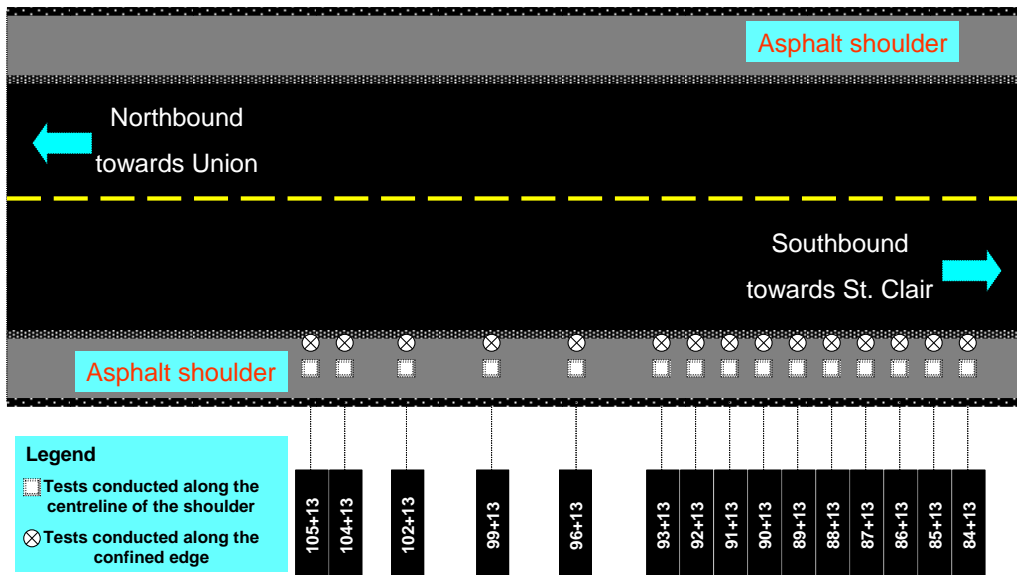 Asphalt shoulder
Northbound
towards Union
Southbound
towards St. Clair
Asphalt shoulder
Legend
Tests conducted along the
centreline of the shoulder
Tests conducted along the
confined edge
105+13
104+13
102+13
99+13
96+13
93+13
92+13
91+13
90+13
89+13
88+13
87+13
86+13
85+13
84+13